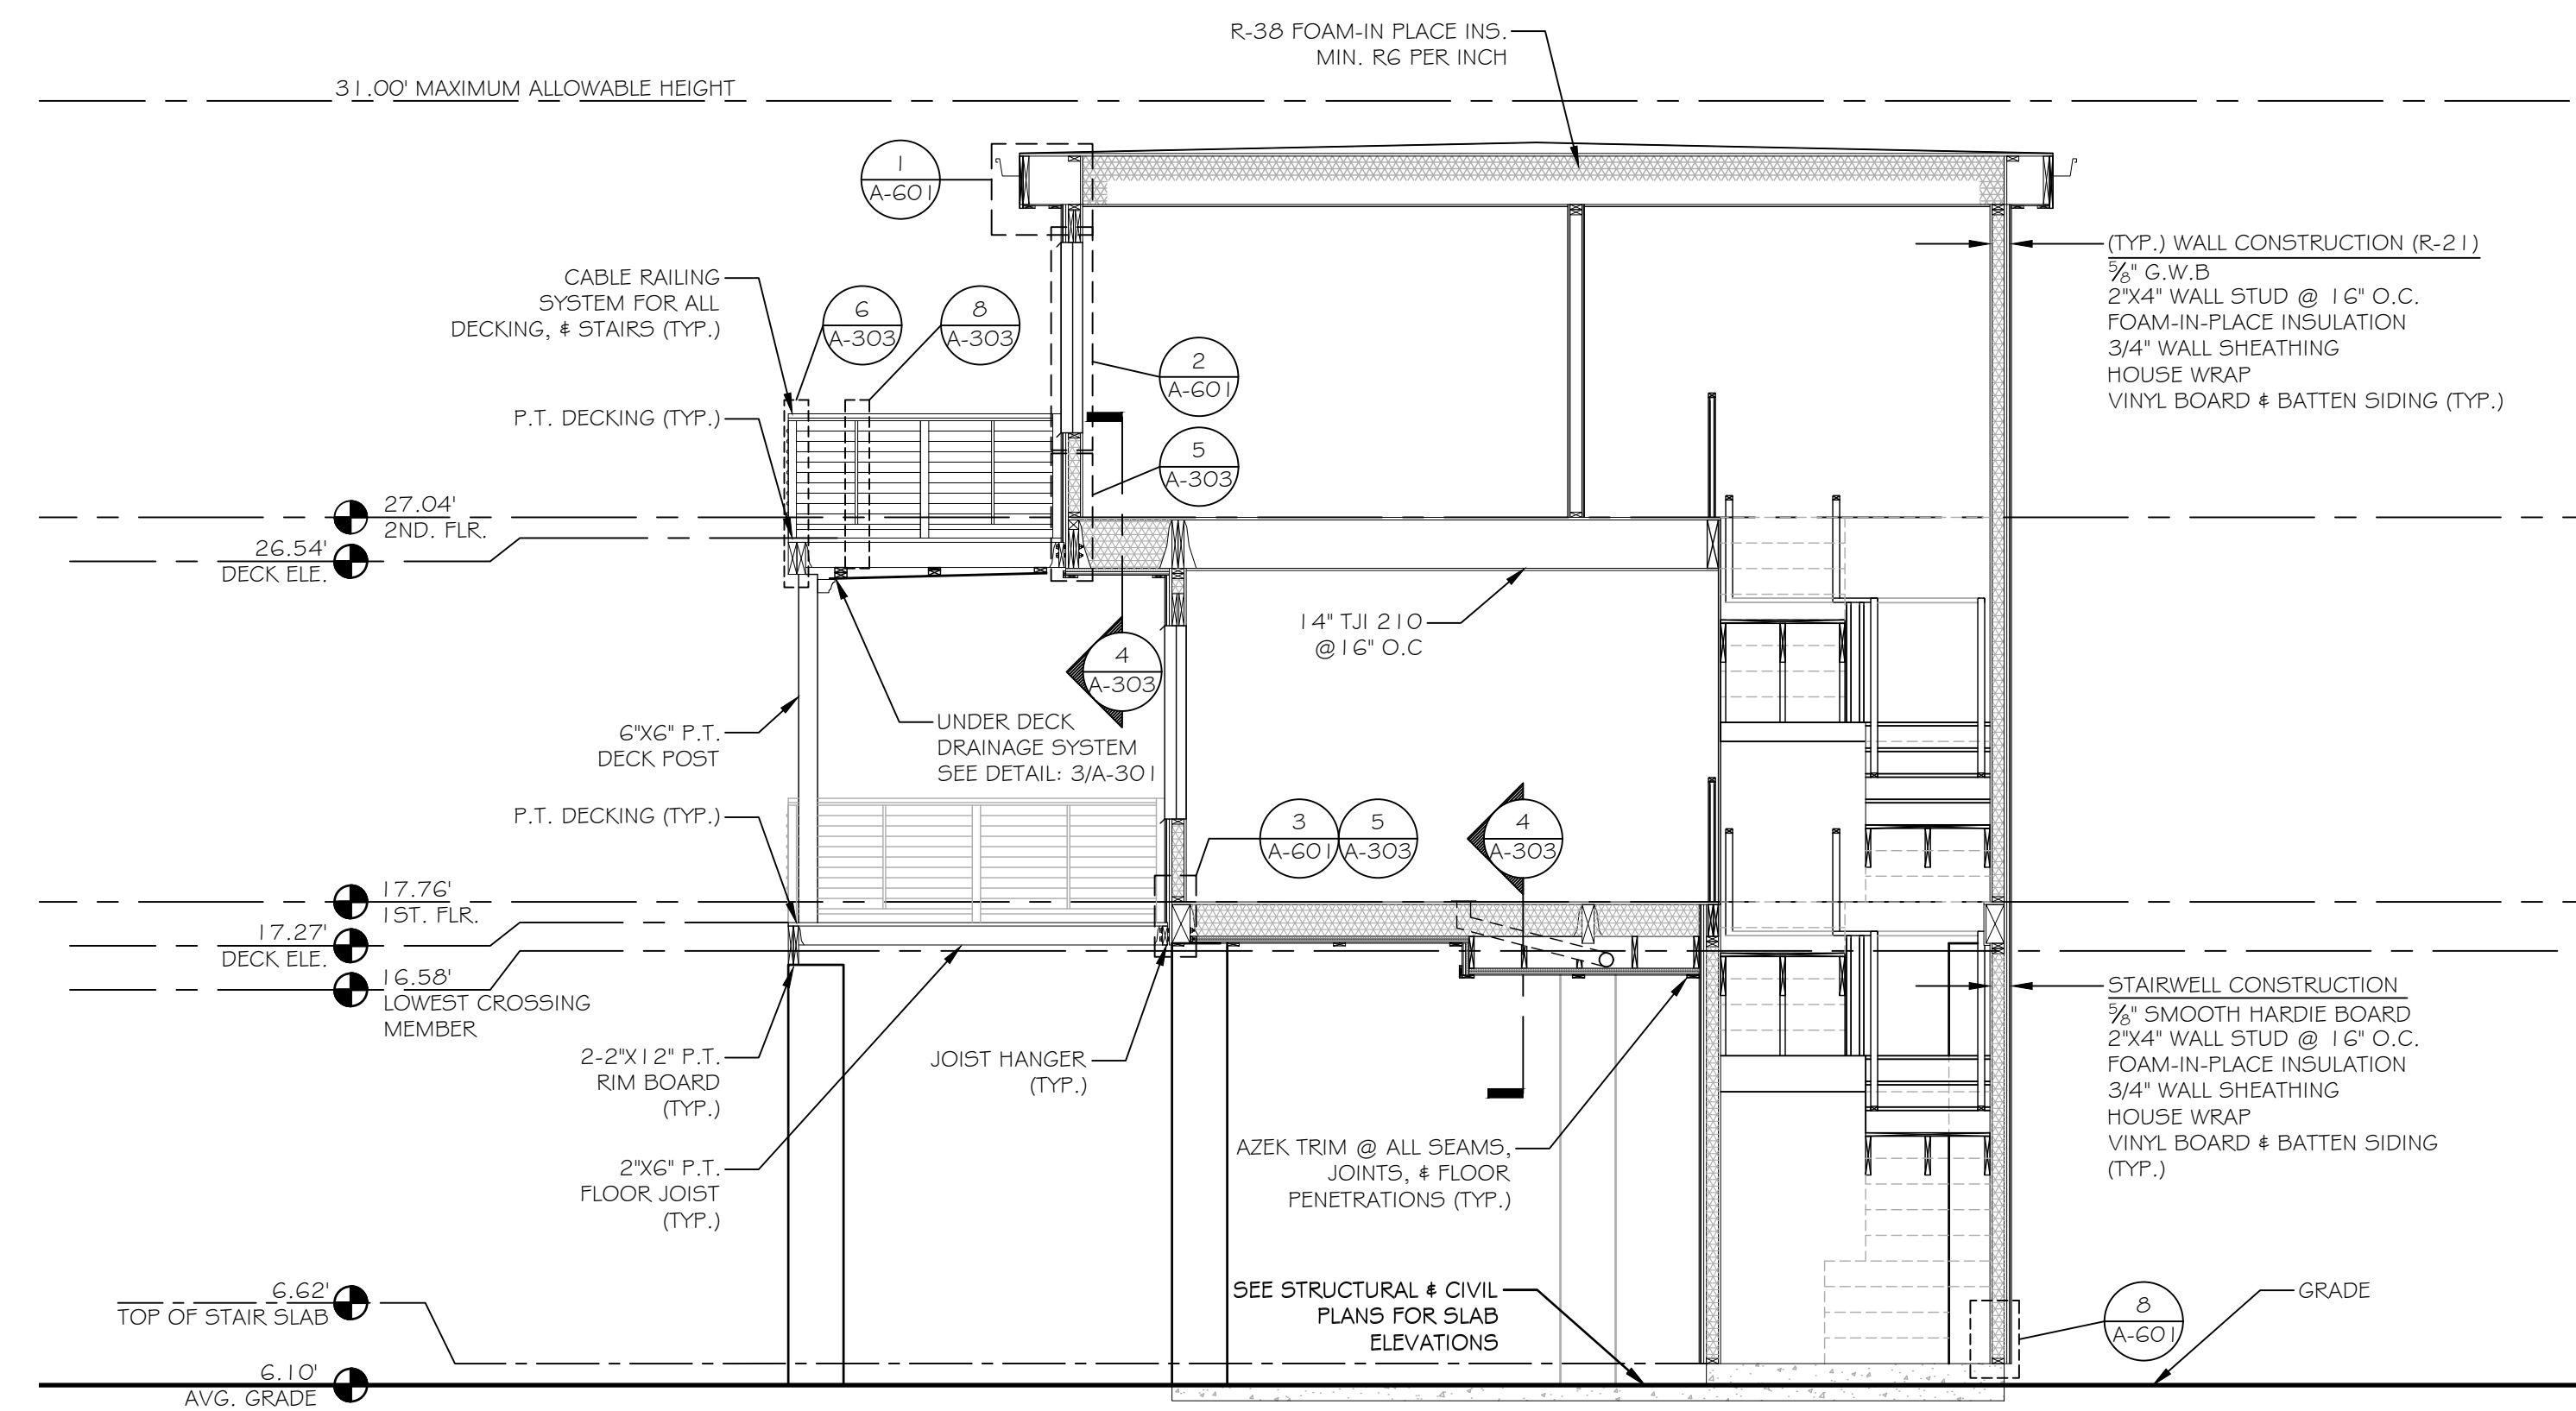 R-38 FOAM-IN PLACE INS.
MIN. R6 PER INCH
31.00' MAXIMUM ALLOWABLE HEIGHT
1
A-601
(TYP.) WALL CONSTRUCTION (R-21)
5/8" G.W.B
2"X4" WALL STUD @ 16" O.C.
FOAM-IN-PLACE INSULATION
3/4" WALL SHEATHING
HOUSE WRAP
VINYL BOARD & BATTEN SIDING (TYP.)
CABLE RAILING
SYSTEM FOR ALL
DECKING, & STAIRS (TYP.)
6
A-303
8
A-303
2
A-601
P.T. DECKING (TYP.)
5
A-303
27.04'
2ND. FLR.
26.54'
DECK ELE.
14" TJI 210
@16" O.C
4
A-303
6"X6" P.T.
DECK POST
UNDER DECK
DRAINAGE SYSTEM
SEE DETAIL: 3/A-301
P.T. DECKING (TYP.)
3
A-601
5
A-303
4
A-303
17.76'
1ST. FLR.
17.27'
DECK ELE.
16.58'
LOWEST CROSSING
MEMBER
STAIRWELL CONSTRUCTION
5/8" SMOOTH HARDIE BOARD
2"X4" WALL STUD @ 16" O.C.
FOAM-IN-PLACE INSULATION
3/4" WALL SHEATHING
HOUSE WRAP
VINYL BOARD & BATTEN SIDING
(TYP.)
2-2"X12" P.T.
RIM BOARD
(TYP.)
JOIST HANGER
(TYP.)
2"X6" P.T.
FLOOR JOIST
(TYP.)
AZEK TRIM @ ALL SEAMS,
JOINTS, & FLOOR
PENETRATIONS (TYP.)
SEE STRUCTURAL & CIVIL
PLANS FOR SLAB
ELEVATIONS
GRADE
8
A-601
6.62'
TOP OF STAIR SLAB
6.10'
AVG. GRADE